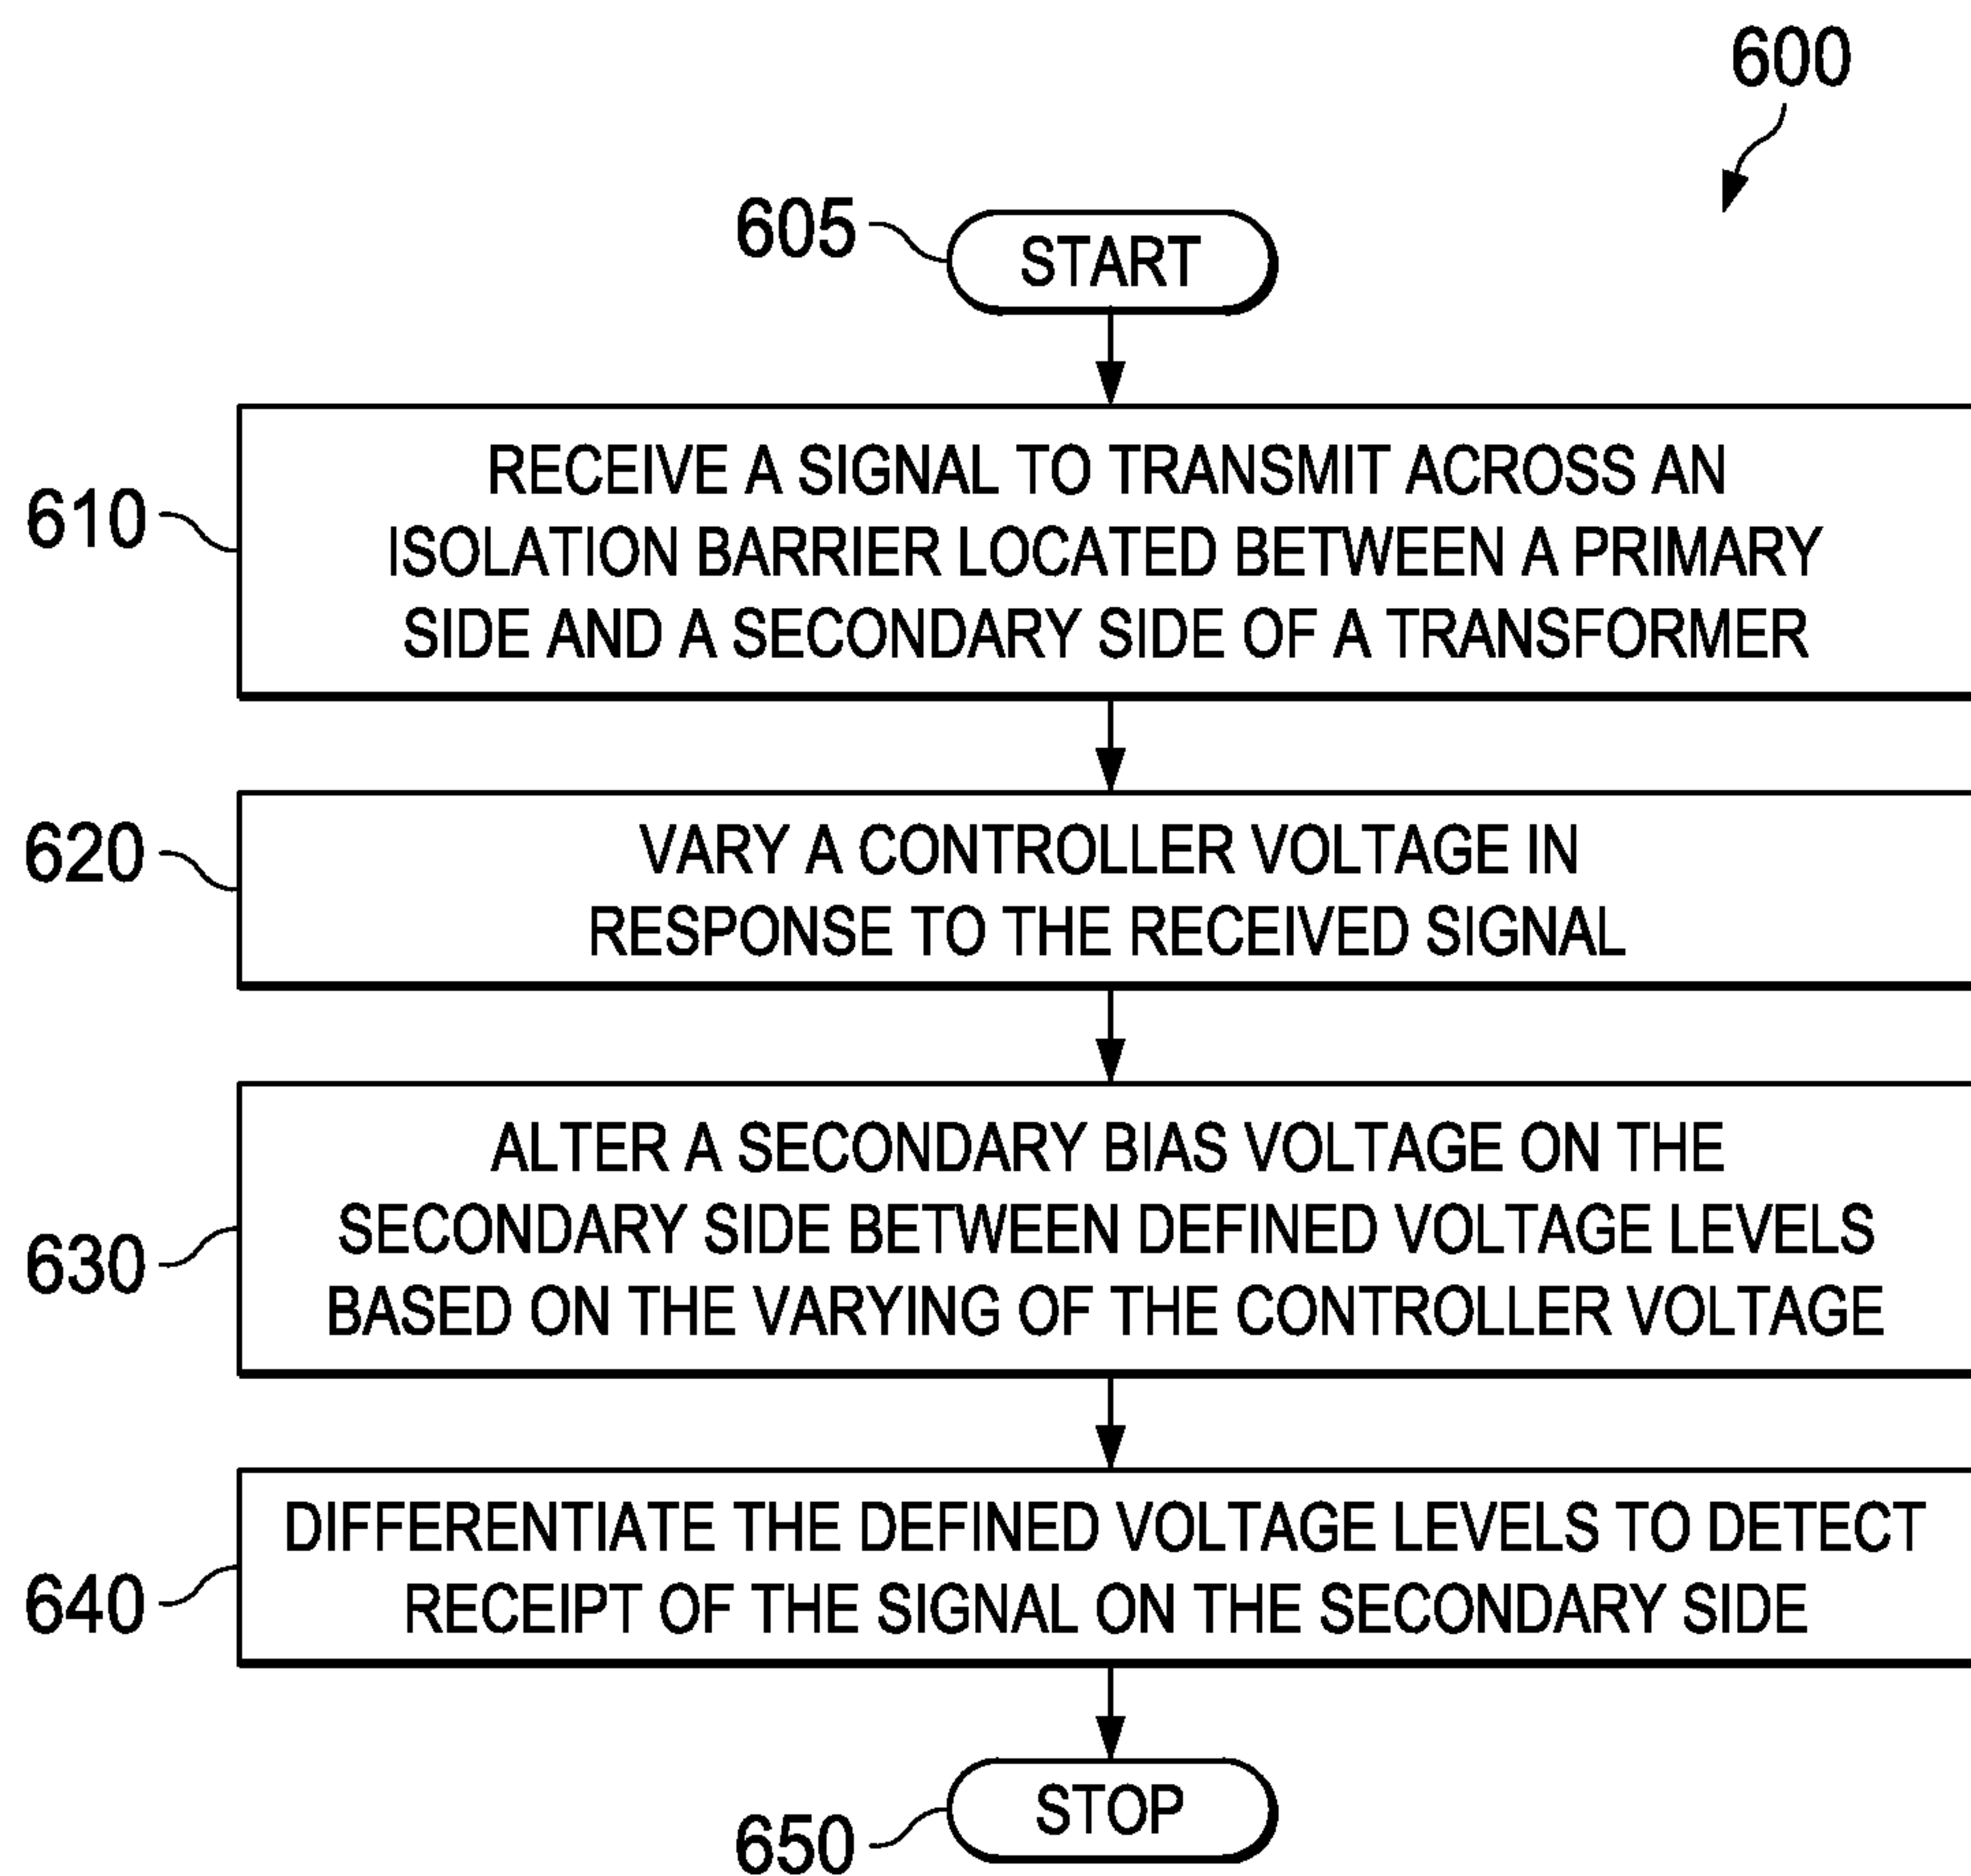 600
605
START
610
RECEIVE A SIGNAL TO TRANSMIT ACROSS AN
ISOLATION BARRIER LOCATED BETWEEN A PRIMARY
SIDE AND A SECONDARY SIDE OF A TRANSFORMER
620
VARY A CONTROLLER VOLTAGE IN
RESPONSE TO THE RECEIVED SIGNAL
630
ALTER A SECONDARY BIAS VOLTAGE ON THE
SECONDARY SIDE BETWEEN DEFINED VOLTAGE LEVELS
BASED ON THE VARYING OF THE CONTROLLER VOLTAGE
640
DIFFERENTIATE THE DEFINED VOLTAGE LEVELS TO DETECT
RECEIPT OF THE SIGNAL ON THE SECONDARY SIDE
650
STOP